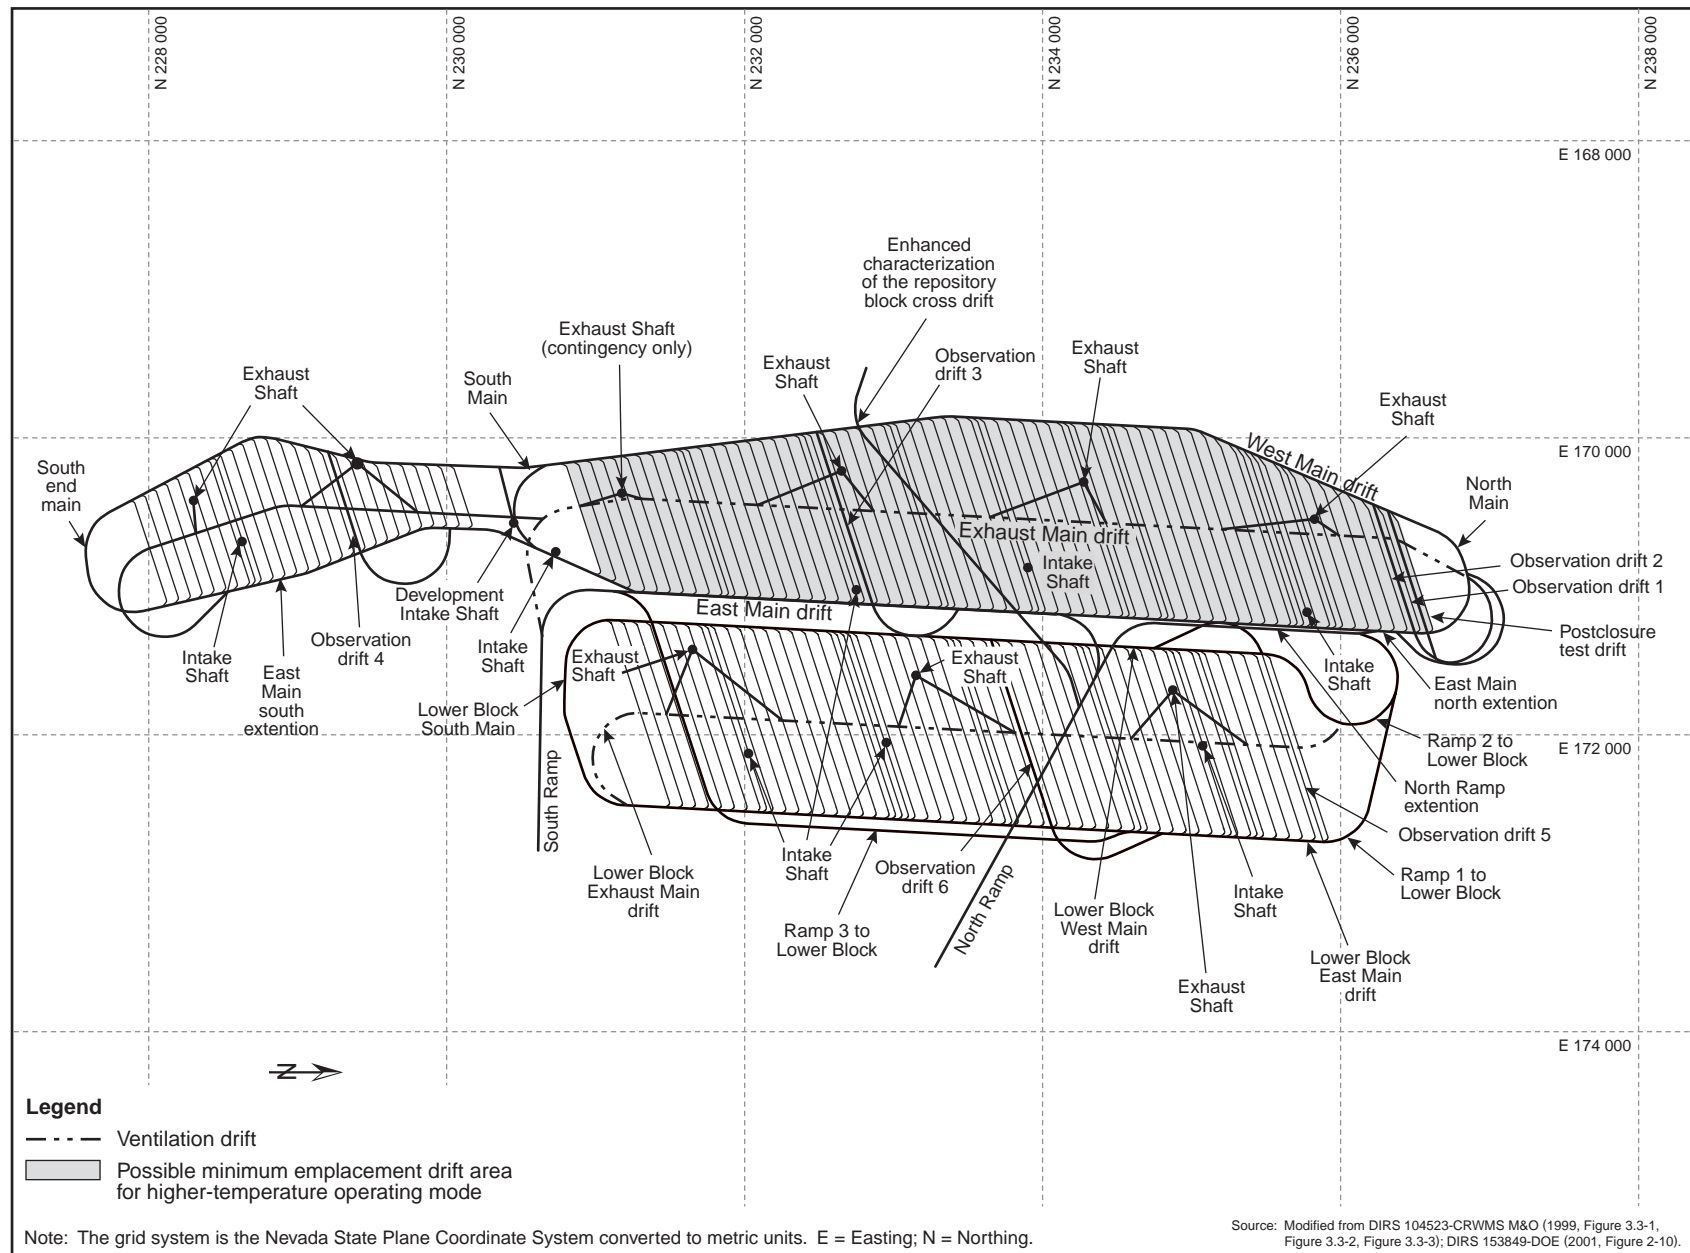 N 228 000
N 230 000
N 232 000
N 234 000
N 236 000
N 238 000
E 168 000
Enhanced
characterization
of the repository
block cross drift
Exhaust Shaft
(contingency only)
Exhaust
Shaft
Observation
drift 3
Exhaust
Shaft
Exhaust
Shaft
South
Main
Exhaust
Shaft
E 170 000
West Main drift
South
end
main
North
Main
Exhaust Main drift
Intake
Shaft
Observation drift 2
Observation drift 1
Development
Intake Shaft
East Main drift
Postclosure
test drift
Observation
drift 4
Intake
Shaft
Intake
Shaft
East
Main
south
extention
Exhaust
Shaft
Exhaust
Shaft
Intake
Shaft
East Main
north extention
Lower Block
South Main
E 172 000
Ramp 2 to
Lower Block
South Ramp
North Ramp
extention
Observation drift 5
Intake
Shaft
Observation
drift 6
Lower Block
Exhaust Main
drift
Ramp 1 to
Lower Block
Intake
Shaft
North Ramp
Lower Block
West Main
drift
Ramp 3 to
Lower Block
Lower Block
East Main
drift
Exhaust
Shaft
E 174 000
N
Legend
Ventilation drift
Possible minimum emplacement drift area
for higher-temperature operating mode
Note: The grid system is the Nevada State Plane Coordinate System converted to metric units. E = Easting; N = Northing.
Source: Modified from DIRS 104523-CRWMS M&O (1999, Figure 3.3-1,
Figure 3.3-2, Figure 3.3-3); DIRS 153849-DOE (2001, Figure 2-10).